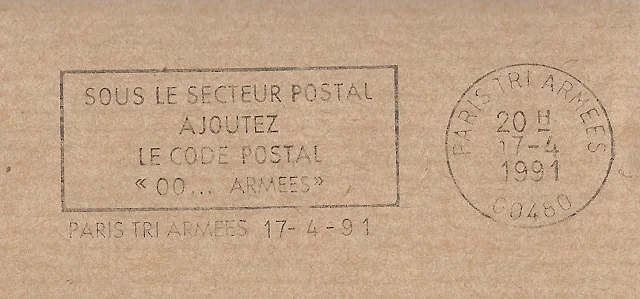 SOUS LE SECTEUR POSTAL
AJOUTEZ
LE CODE POSTAL
« 00... ARMEES»
PARIS TRI ARMEES 17-4-91
PARIS TRI ARMEES
20 H
17-4
1991
00480